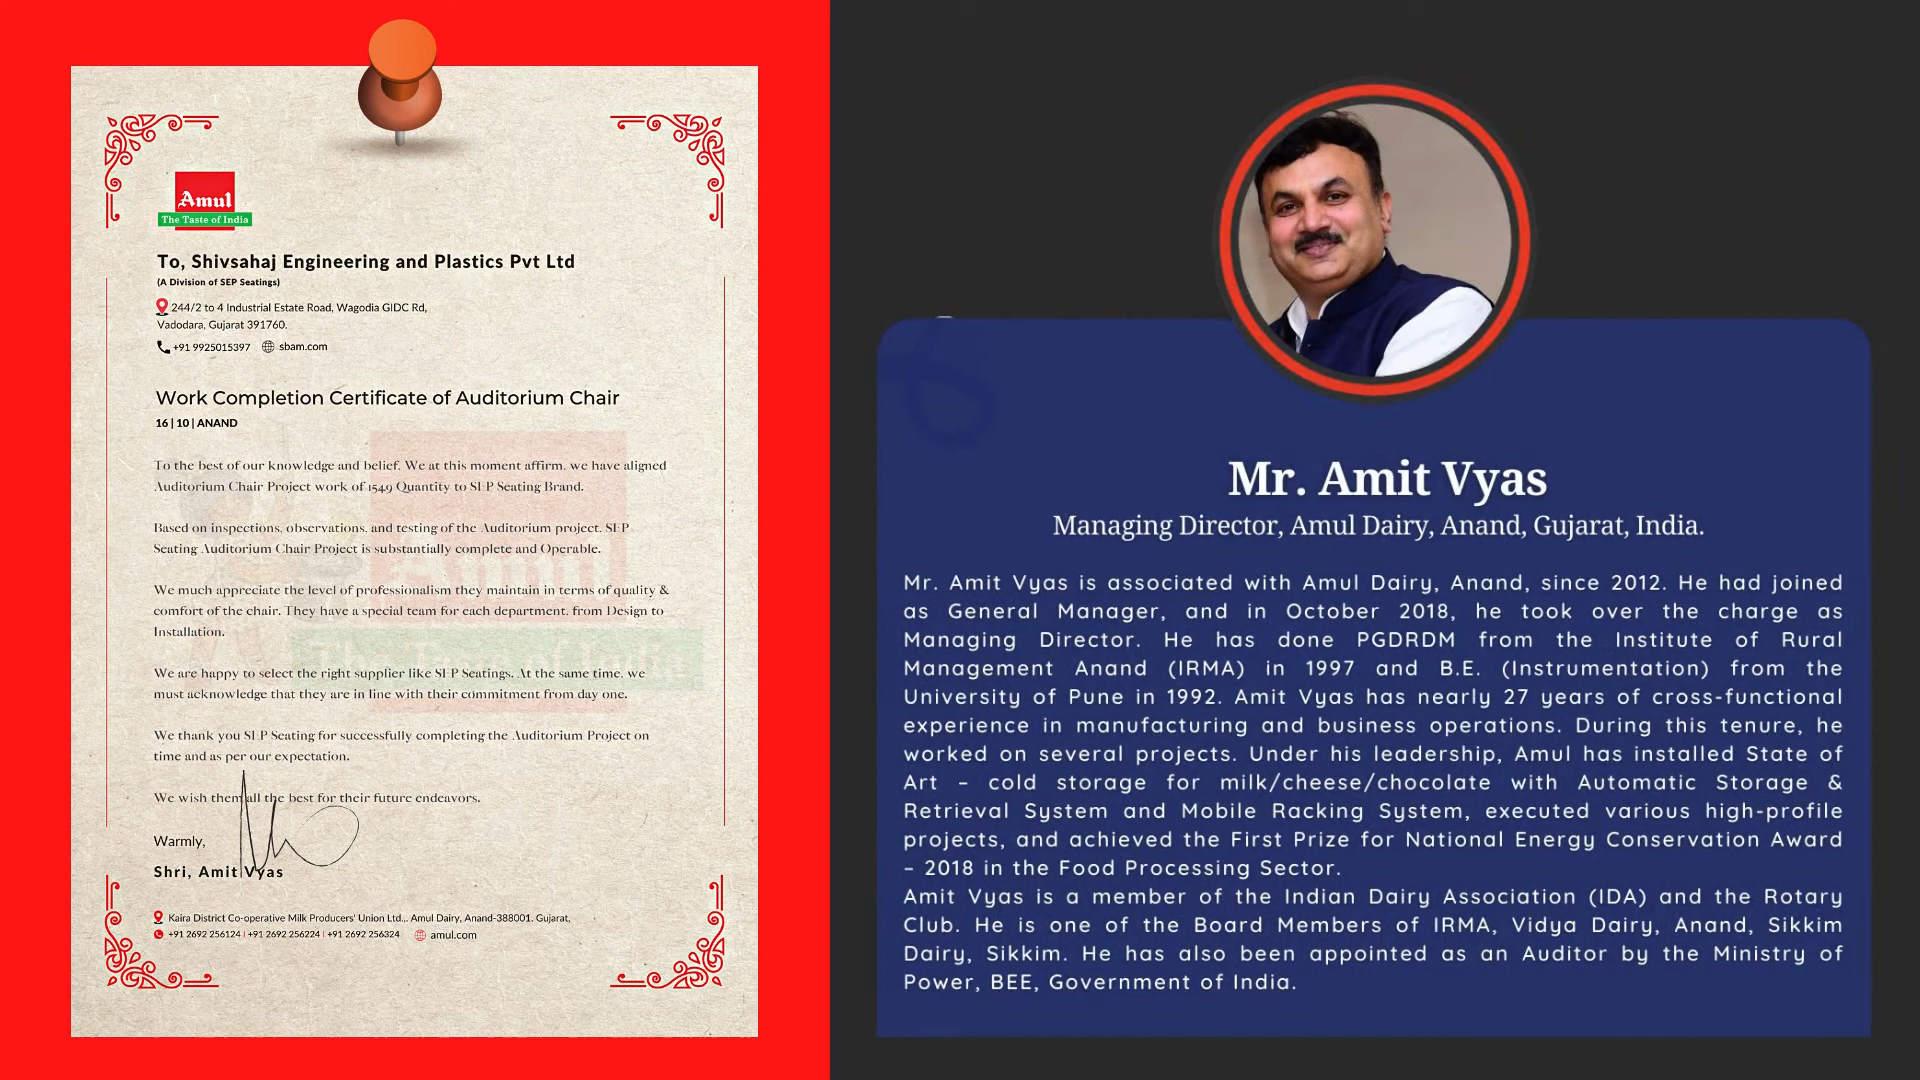 Amul
The Taste of India
To, Shivsahaj Engineering and Plastics Pvt Ltd
(A Division of SEP Seatings)
244/2 to 4 Industrial Estate Road, Wagodia GIDC Rd,
Vadodara, Gujarat 391760.
+91 9925015397 sbam.com
Work Completion Certificate of Auditorium Chair
16 | 10 | ANAND
To the best of our knowledge and belief. We at this moment affirm. we have aligned
Auditorium Chair Project work of 1549 Quantity to SEP Seating Brand.
Based on inspections, observations, and testing of the Auditorium project. SEP
Seating Auditorium Chair Project is substantially complete and Operable.
We much appreciate the level of professionalism they maintain in terms of quality &
comfort of the chair. They have a special team for each department, from Design to
Installation.
We are happy to select the right supplier like SEP Seatings. At the same time, we
must acknowledge that they are in line with their commitment from day one.
We thank you SEP Seating for successfully completing the Auditorium Project on
time and as per our expectation.
We wish them all the best for their future endeavors.
Warmly,
Shri, Amit Vyas
Kaira District Co-operative Milk Producers' Union Ltd.,. Amul Dairy, Anand-388001, Gujarat,
+91 2692 256124 | +91 2692 256224 | +91 2692 256324 amul.com
Amul
The Taste of India
Mr. Amit Vyas
Managing Director, Amul Dairy, Anand, Gujarat, India.
Mr. Amit Vyas is associated with Amul Dairy, Anand, since 2012. He had joined
as General Manager, and in October 2018, he took over the charge as
Managing Director. He has done PGDRDM from the Institute of Rural
Management Anand (IRMA) in 1997 and B.E. (Instrumentation) from the
University of Pune in 1992. Amit Vyas has nearly 27 years of cross-functional
experience in manufacturing and business operations. During this tenure, he
worked on several projects. Under his leadership, Amul has installed State of
Art – cold storage for milk/cheese/chocolate with Automatic Storage &
Retrieval System and Mobile Racking System, executed various high-profile
projects, and achieved the First Prize for National Energy Conservation Award
– 2018 in the Food Processing Sector.
Amit Vyas is a member of the Indian Dairy Association (IDA) and the Rotary
Club. He is one of the Board Members of IRMA, Vidya Dairy, Anand, Sikkim
Dairy, Sikkim. He has also been appointed as an Auditor by the Ministry of
Power, BEE, Government of India.